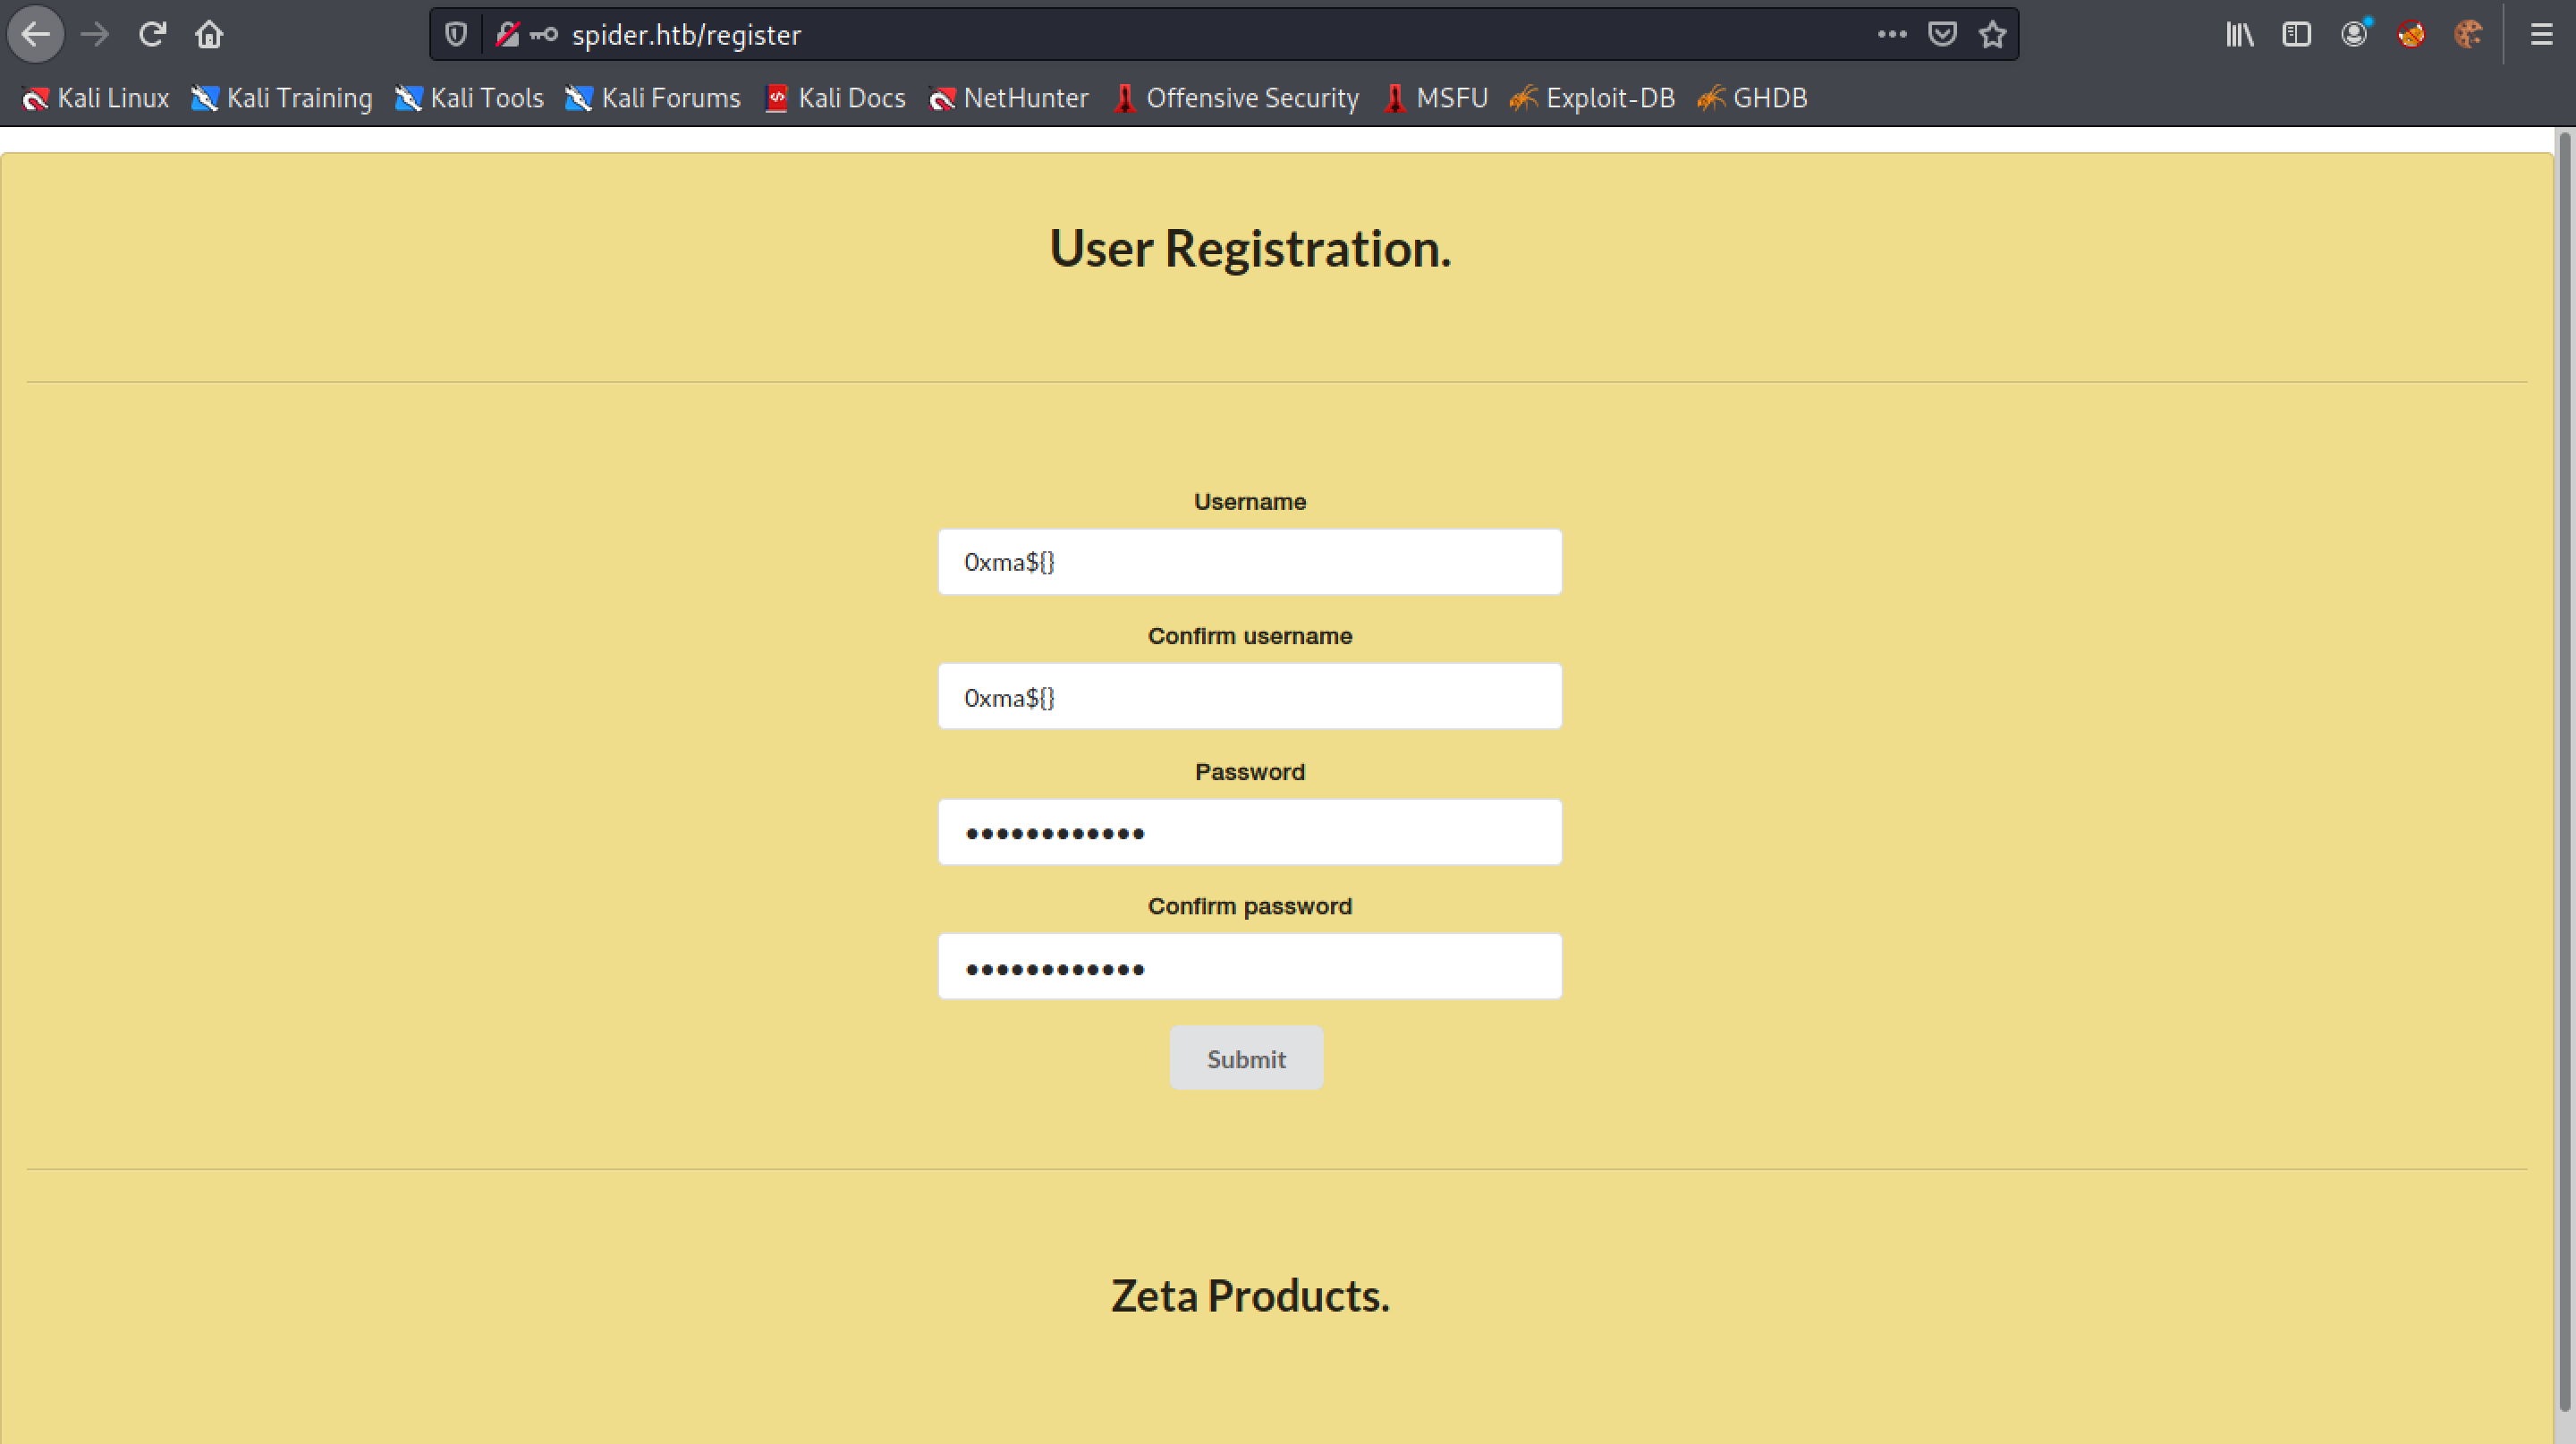 spider.htb/register
Kali Linux Kali Training Kali Tools Kali Forums Kali Docs NetHunter Offensive Security MSFU Exploit-DB GHDB
User Registration.
Username
0xma${}
Confirm username
0xma${}
Password
••••••••••••
Confirm password
••••••••••••
Submit
Zeta Products.